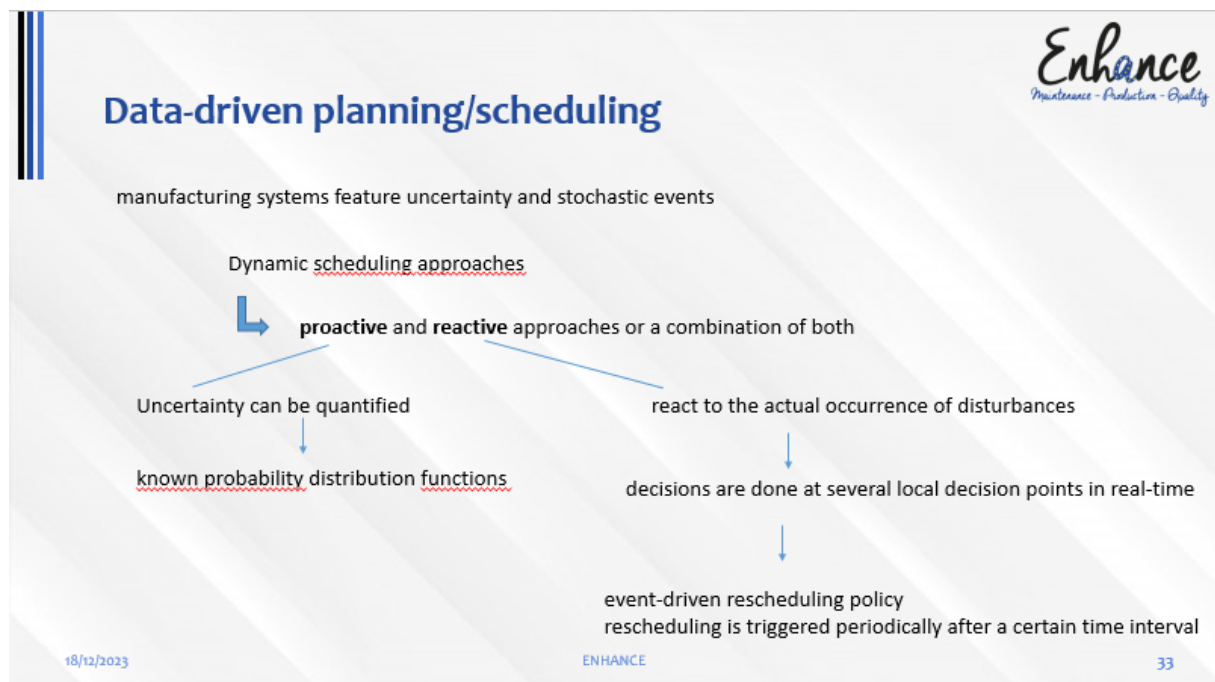 Enhance
Maintenance - Production - Quality
Data-driven planning/scheduling
manufacturing systems feature uncertainty and stochastic events
Dynamic scheduling approaches
proactive and reactive approaches or a combination of both
Uncertainty can be quantified
react to the actual occurrence of disturbances
known probability distribution functions
decisions are done at several local decision points in real-time
event-driven rescheduling policy
rescheduling is triggered periodically after a certain time interval
18/12/2023
ENHANCE
33